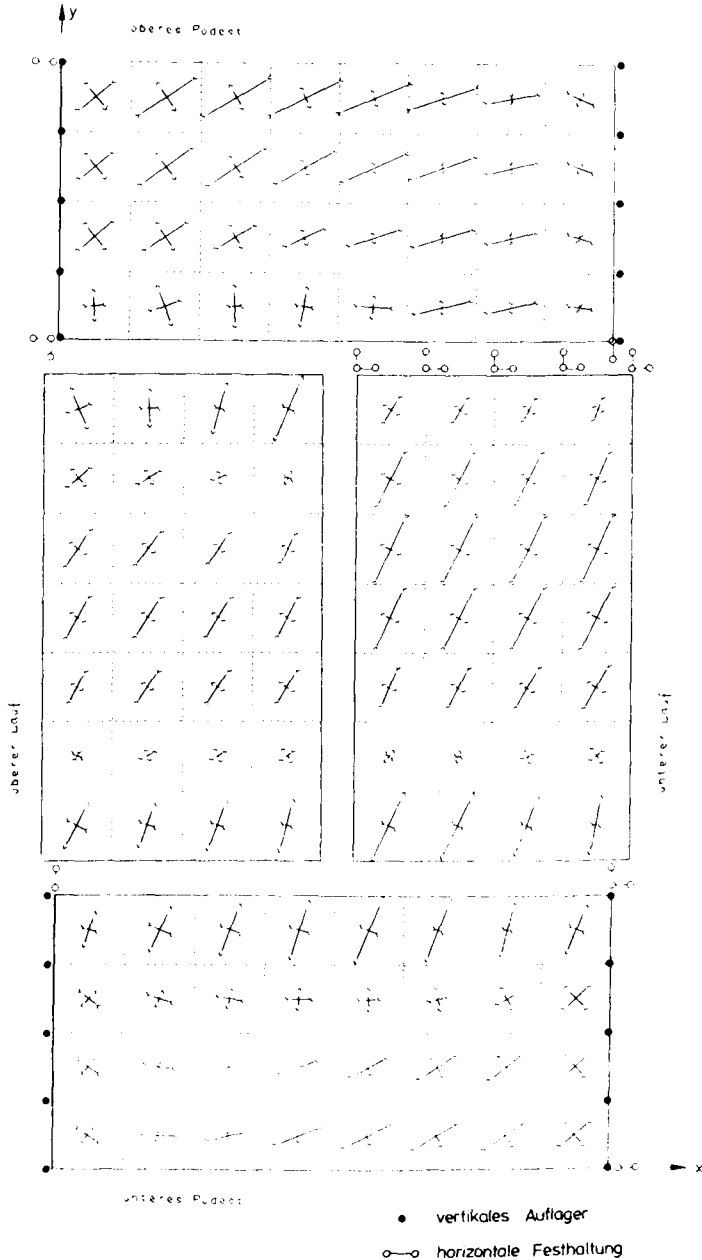 y
oberes Podest
oberer Lauf
unterer Lauf
x
unteres Podest
vertikales Auflager
horizontale Festhaltung